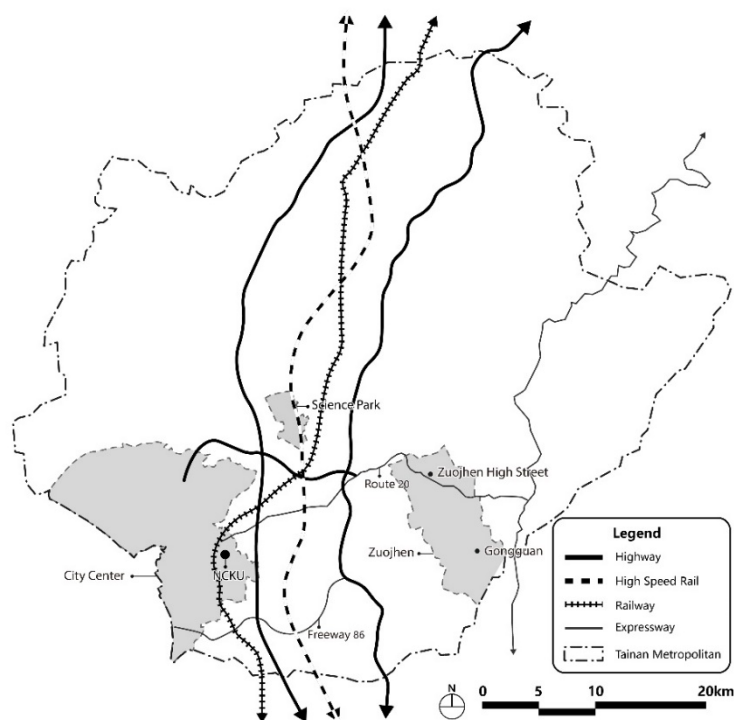 Science Park
Zuojhen High Street
Route 20
Zuojhen
Gongguan
City Center
NCKU
Freeway 86
Legend
Highway
High Speed Rail
Railway
Expressway
Tainan Metropolitan
N
0 5 10 20km